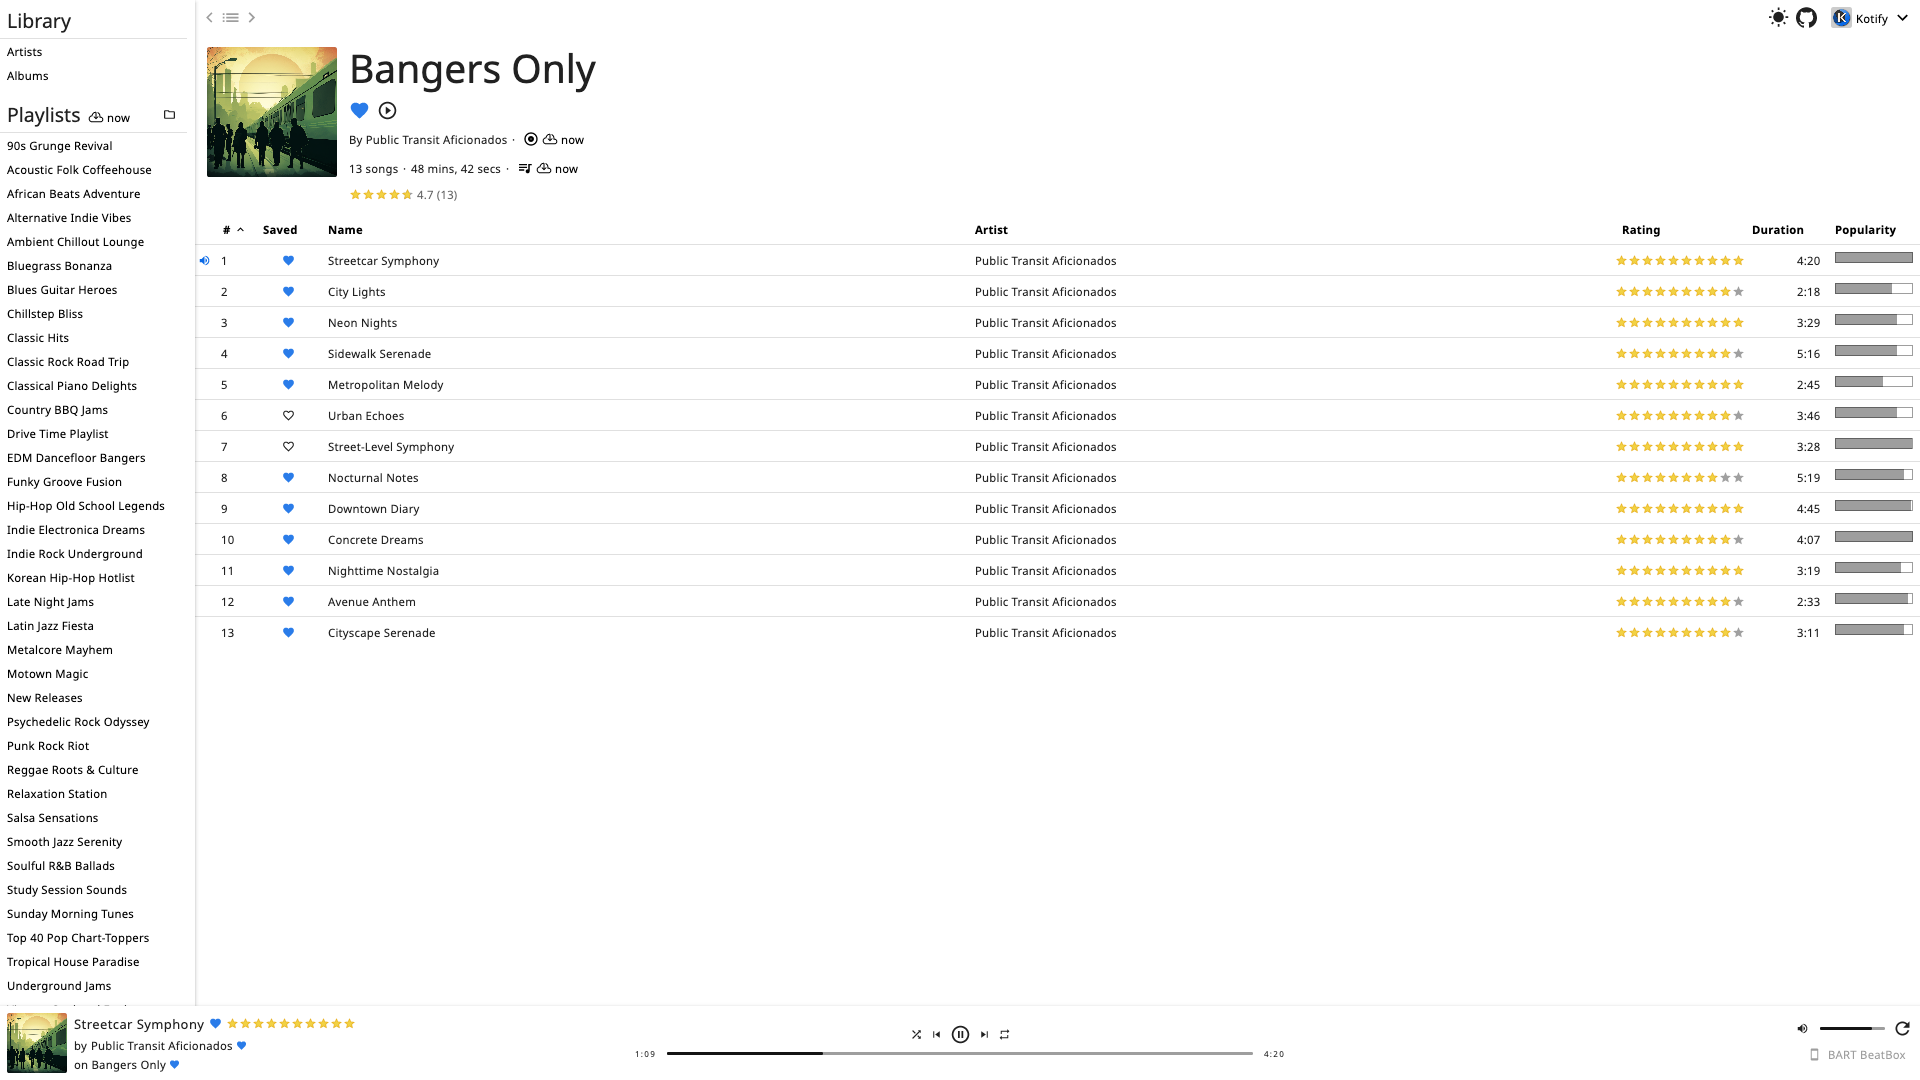 Library
Artists
Albums
Playlists now
90s Grunge Revival
Acoustic Folk Coffeehouse
African Beats Adventure
Alternative Indie Vibes
Ambient Chillout Lounge
Bluegrass Bonanza
Blues Guitar Heroes
Chillstep Bliss
Classic Hits
Classic Rock Road Trip
Classical Piano Delights
Country BBQ Jams
Drive Time Playlist
EDM Dancefloor Bangers
Funky Groove Fusion
Hip-Hop Old School Legends
Indie Electronica Dreams
Indie Rock Underground
Korean Hip-Hop Hotlist
Late Night Jams
Latin Jazz Fiesta
Metalcore Mayhem
Motown Magic
New Releases
Psychedelic Rock Odyssey
Punk Rock Riot
Reggae Roots & Culture
Relaxation Station
Salsa Sensations
Smooth Jazz Serenity
Soulful R&B Ballads
Study Session Sounds
Sunday Morning Tunes
Top 40 Pop Chart-Toppers
Tropical House Paradise
Underground Jams
K Kotify
Bangers Only
By Public Transit Aficionados · now
13 songs · 48 mins, 42 secs · now
4.7 (13)
# Saved Name Artist Rating Duration Popularity
1 Streetcar Symphony Public Transit Aficionados 4:20
2 City Lights Public Transit Aficionados 2:18
3 Neon Nights Public Transit Aficionados 3:29
4 Sidewalk Serenade Public Transit Aficionados 5:16
5 Metropolitan Melody Public Transit Aficionados 2:45
6 Urban Echoes Public Transit Aficionados 3:46
7 Street-Level Symphony Public Transit Aficionados 3:28
8 Nocturnal Notes Public Transit Aficionados 5:19
9 Downtown Diary Public Transit Aficionados 4:45
10 Concrete Dreams Public Transit Aficionados 4:07
11 Nighttime Nostalgia Public Transit Aficionados 3:19
12 Avenue Anthem Public Transit Aficionados 2:33
13 Cityscape Serenade Public Transit Aficionados 3:11
Streetcar Symphony
by Public Transit Aficionados
on Bangers Only
1:09 4:20
BART BeatBox